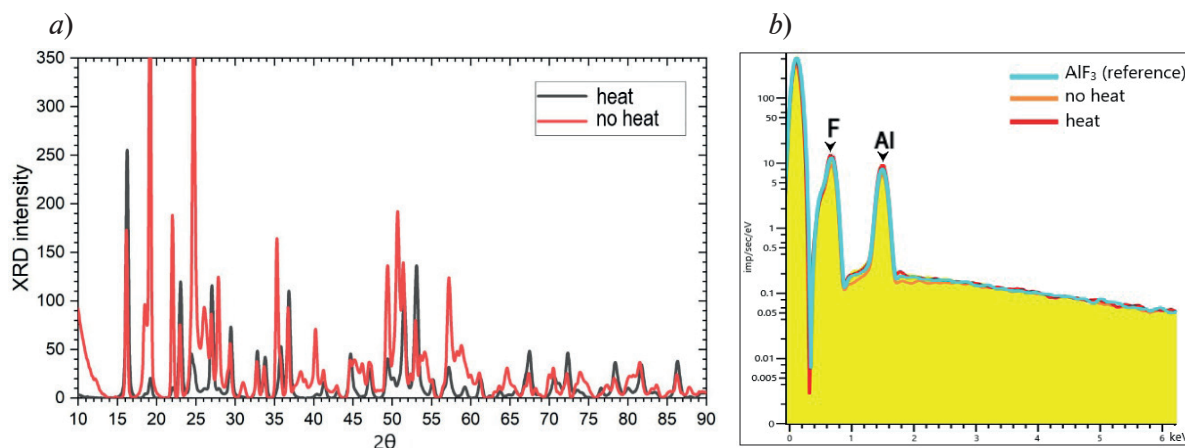 a)
350
300
250
200
150
100
50
0
XRD intensity
heat
no heat
10 15 20 25 30 35 40 45 50 55 60 65 70 75 80 85 90
2θ
b)
AlF₃ (reference)
no heat
heat
F
Al
100
50
10
5
1
0.5
0.1
0.05
0.01
0.005
0
imp/sec/eV
0 1 2 3 4 5 6 keV